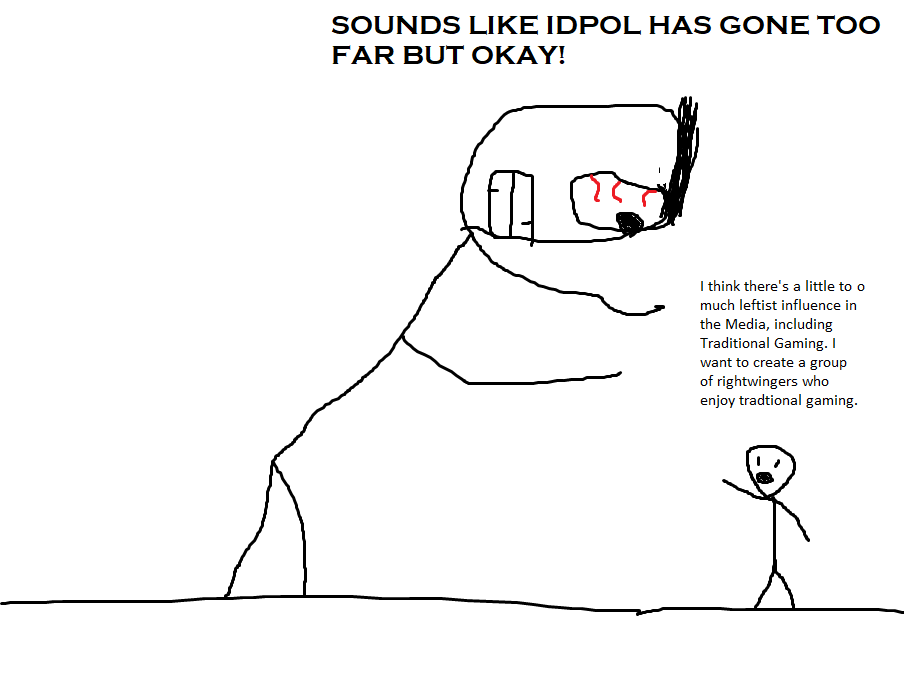 SOUNDS LIKE IDPOL HAS GONE TOO
FAR BUT OKAY!
I think there's a little to o
much leftist influence in
the Media, including
Traditional Gaming. I
want to create a group
of rightwingers who
enjoy tradtional gaming.